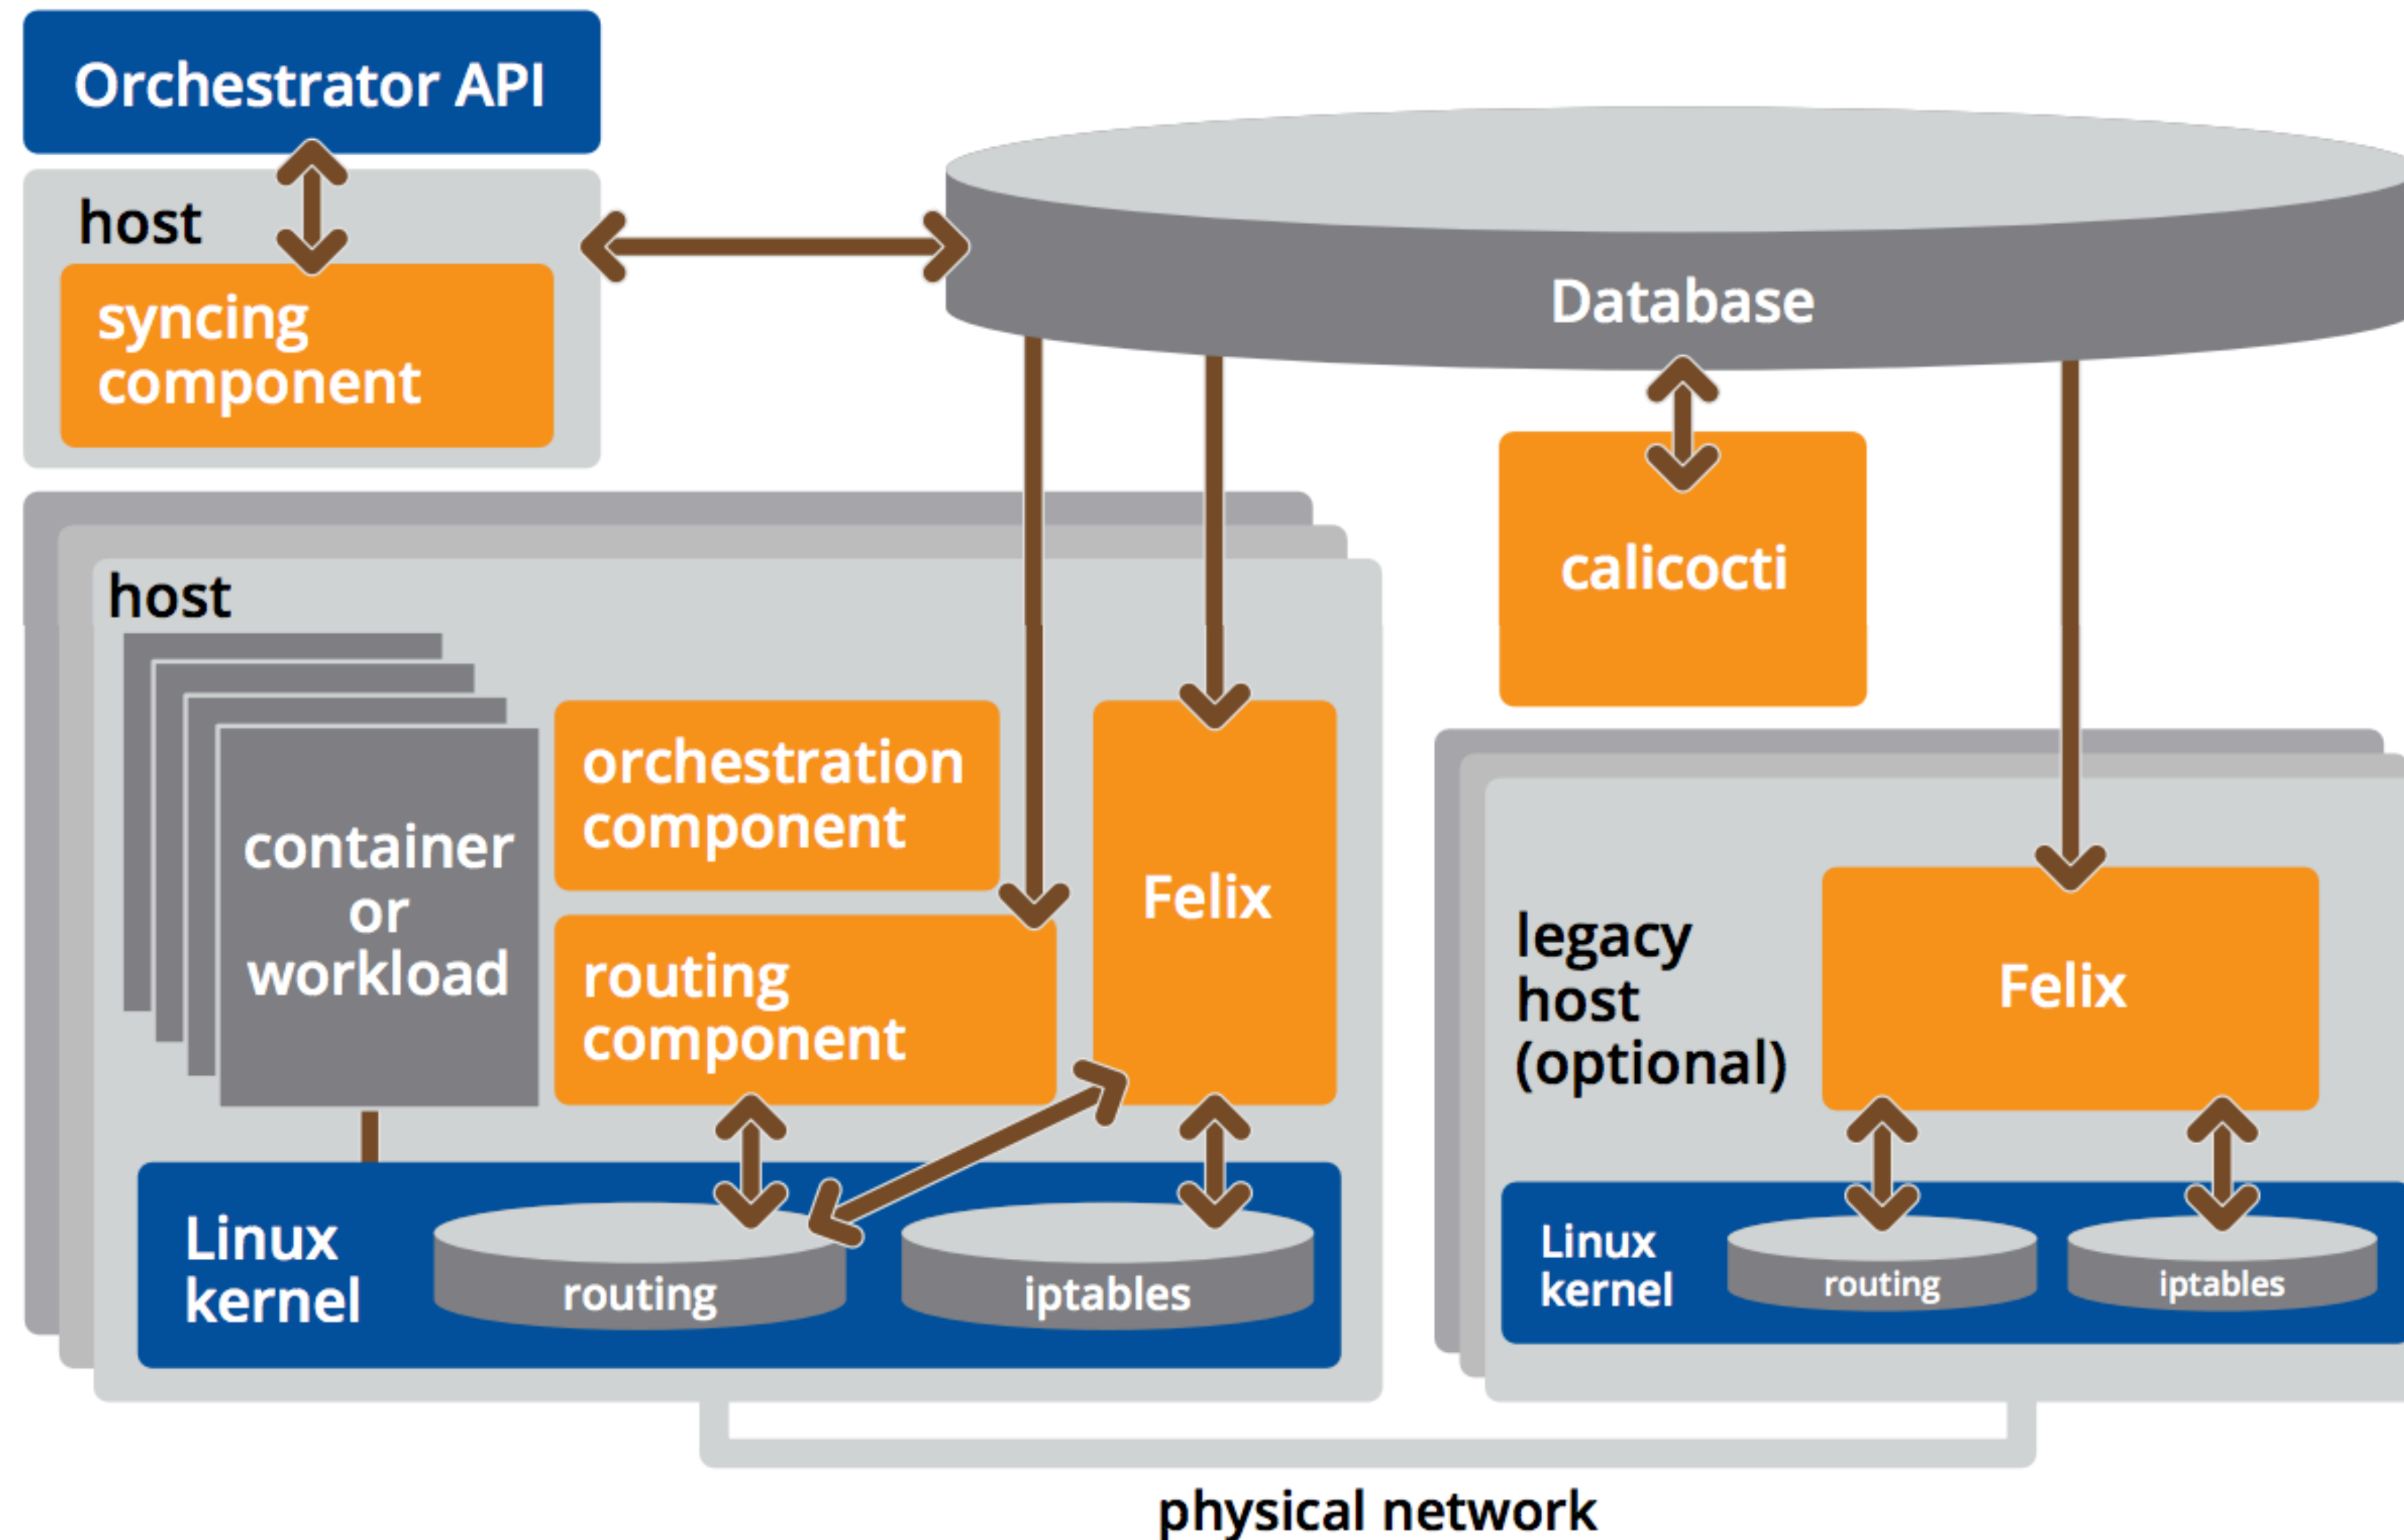 Orchestrator API
host
syncing
component
Database
calicocti
host
container
or
workload
orchestration
component
routing
component
Felix
Linux
kernel
routing
iptables
legacy
host
(optional)
Felix
Linux
kernel
routing
iptables
physical network